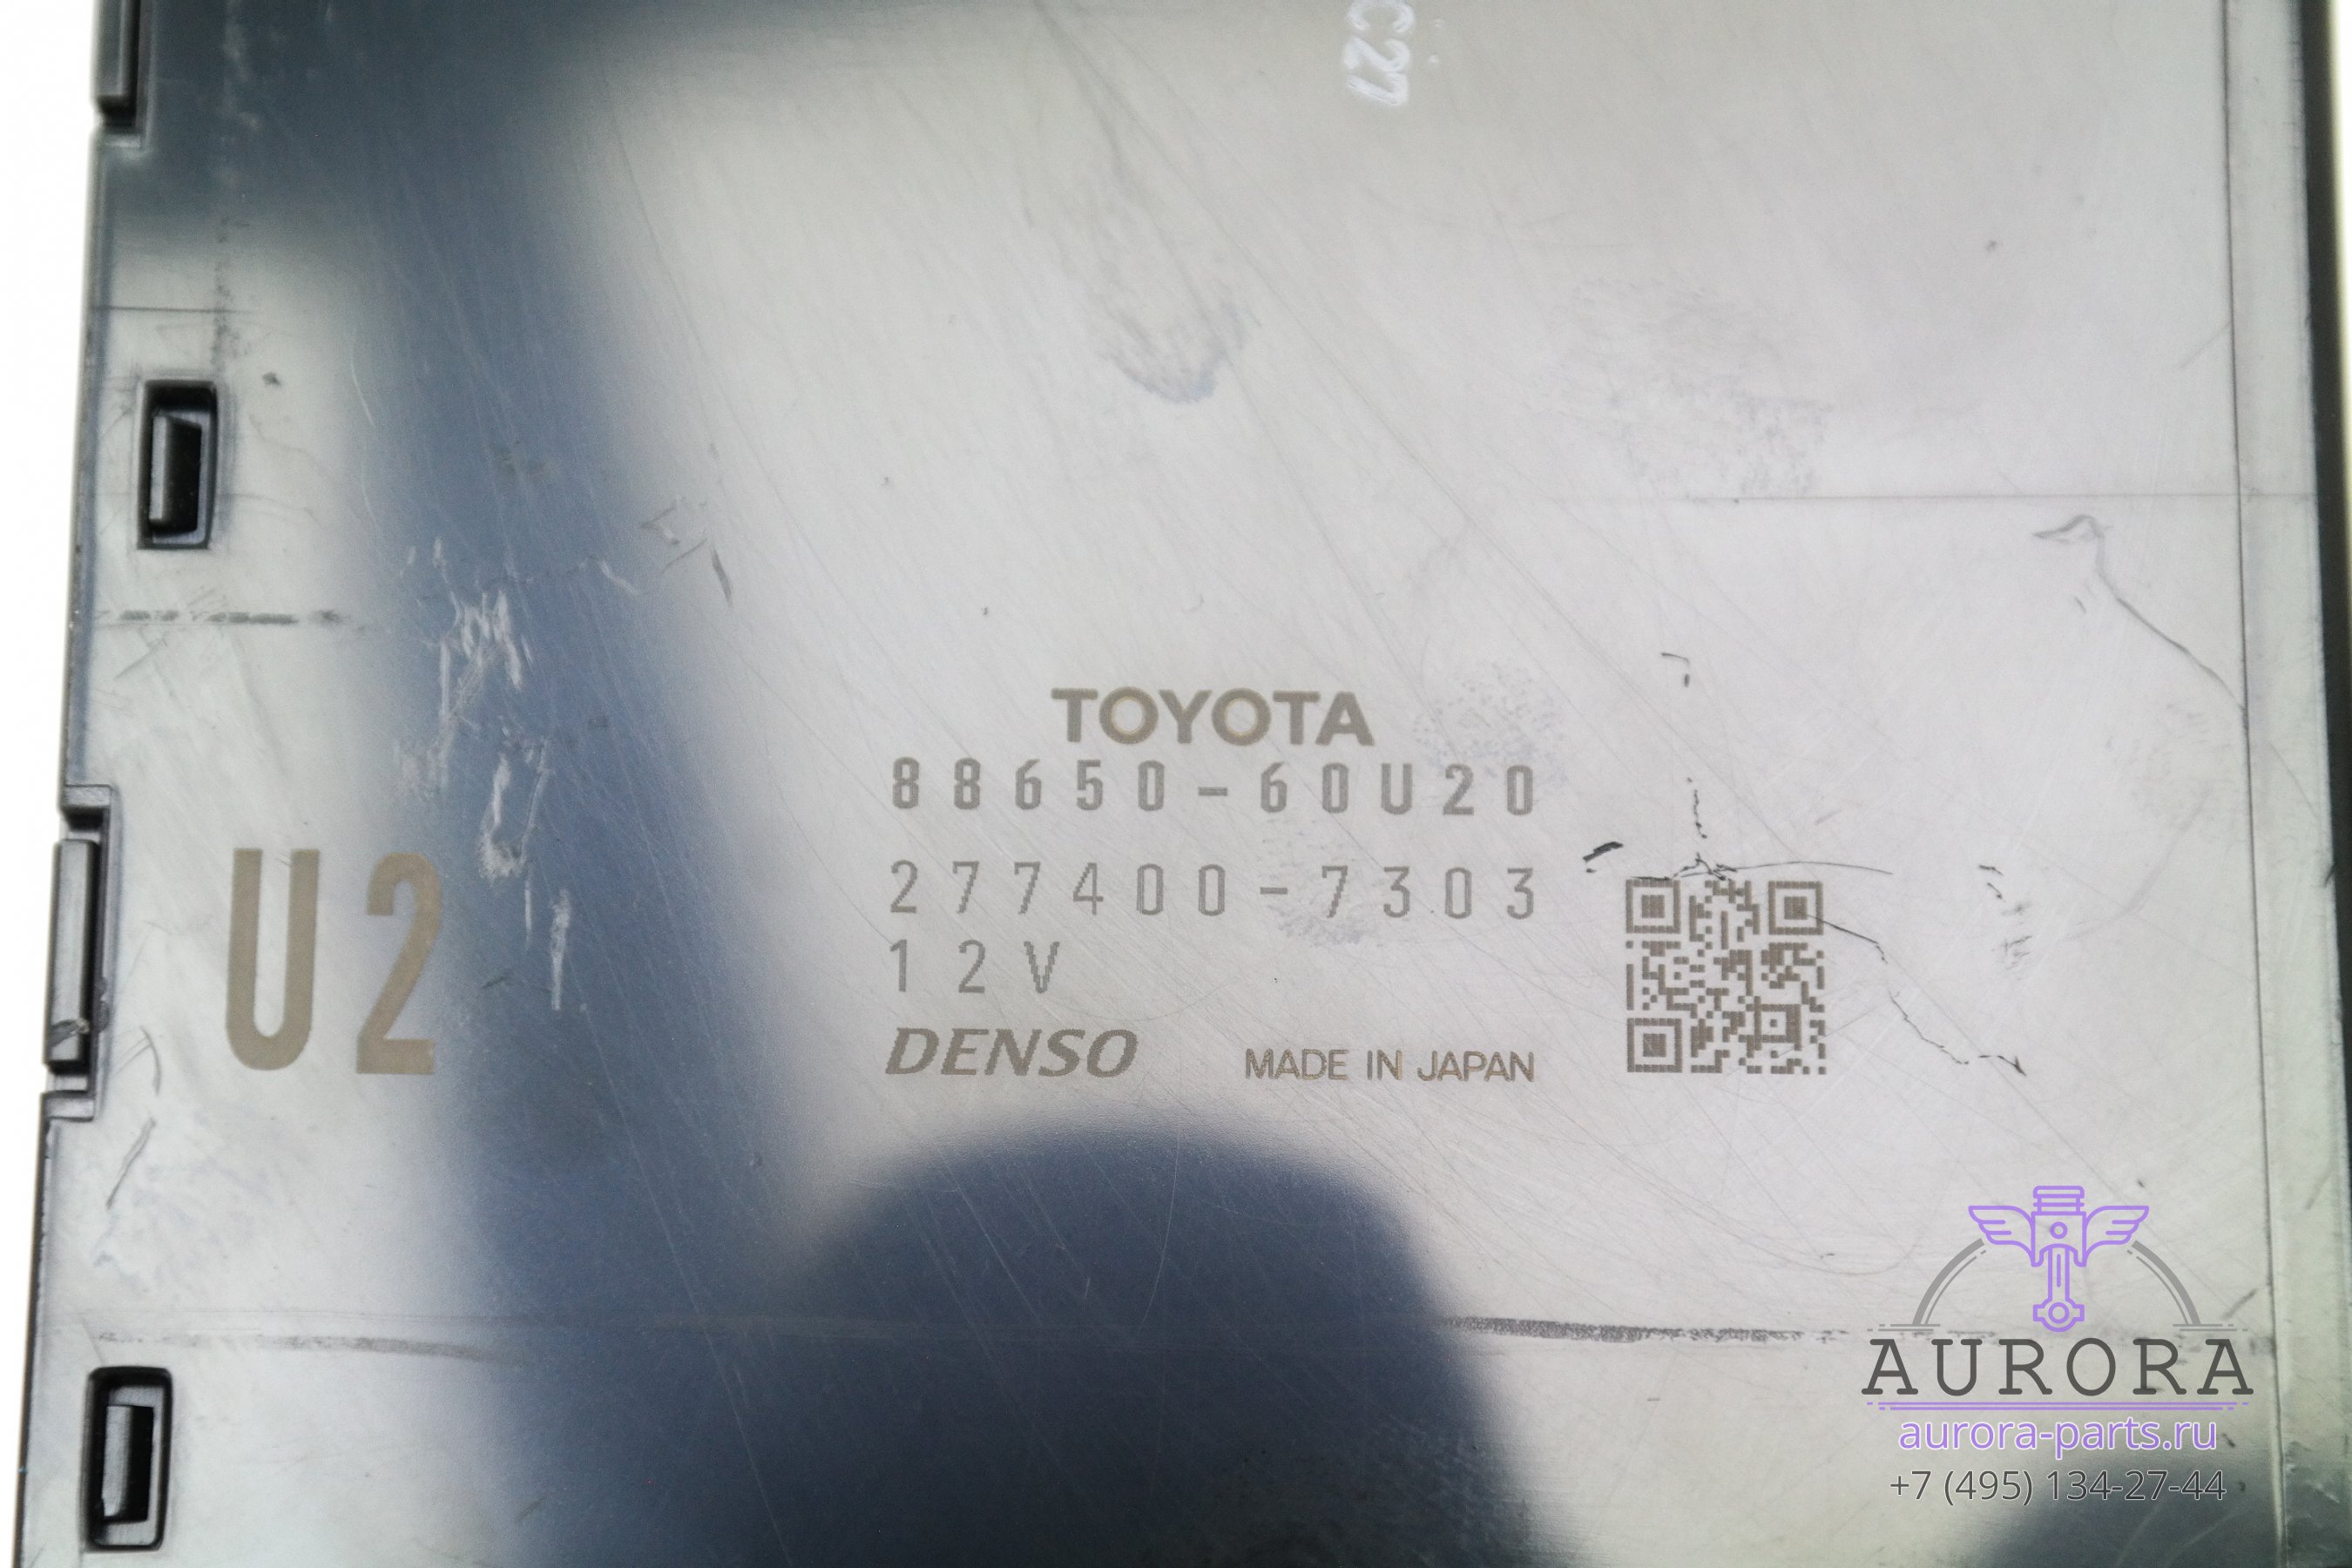 C27
TOYOTA
88650-60U20
277400-7303
12V
DENSO MADE IN JAPAN
U2
AURORA
aurora-parts.ru
+7 (495) 134-27-44